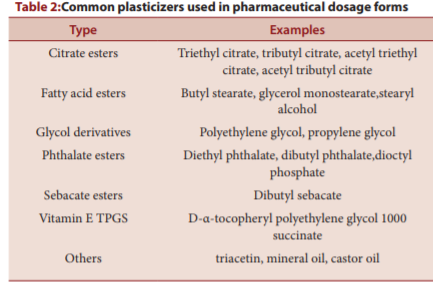 Table 2:Common plasticizers used in pharmaceutical dosage forms
Type Examples
Citrate esters Triethyl citrate, tributyl citrate, acetyl triethyl
citrate, acetyl tributyl citrate
Fatty acid esters Butyl stearate, glycerol monostearate,stearyl
alcohol
Glycol derivatives Polyethylene glycol, propylene glycol
Phthalate esters Diethyl phthalate, dibutyl phthalate,dioctyl
phosphate
Sebacate esters Dibutyl sebacate
Vitamin E TPGS D-α-tocopheryl polyethylene glycol 1000
succinate
Others triacetin, mineral oil, castor oil